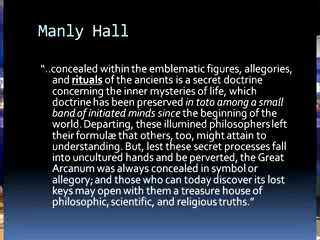 Manly Hall
“..concealed within the emblematic figures, allegories,
and rituals of the ancients is a secret doctrine
concerning the inner mysteries of life, which
doctrine has been preserved in toto among a small
band of initiated minds since the beginning of the
world. Departing, these illumined philosophers left
their formulæ that others, too, might attain to
understanding. But, lest these secret processes fall
into uncultured hands and be perverted, the Great
Arcanum was always concealed in symbol or
allegory; and those who can today discover its lost
keys may open with them a treasure house of
philosophic, scientific, and religious truths.”